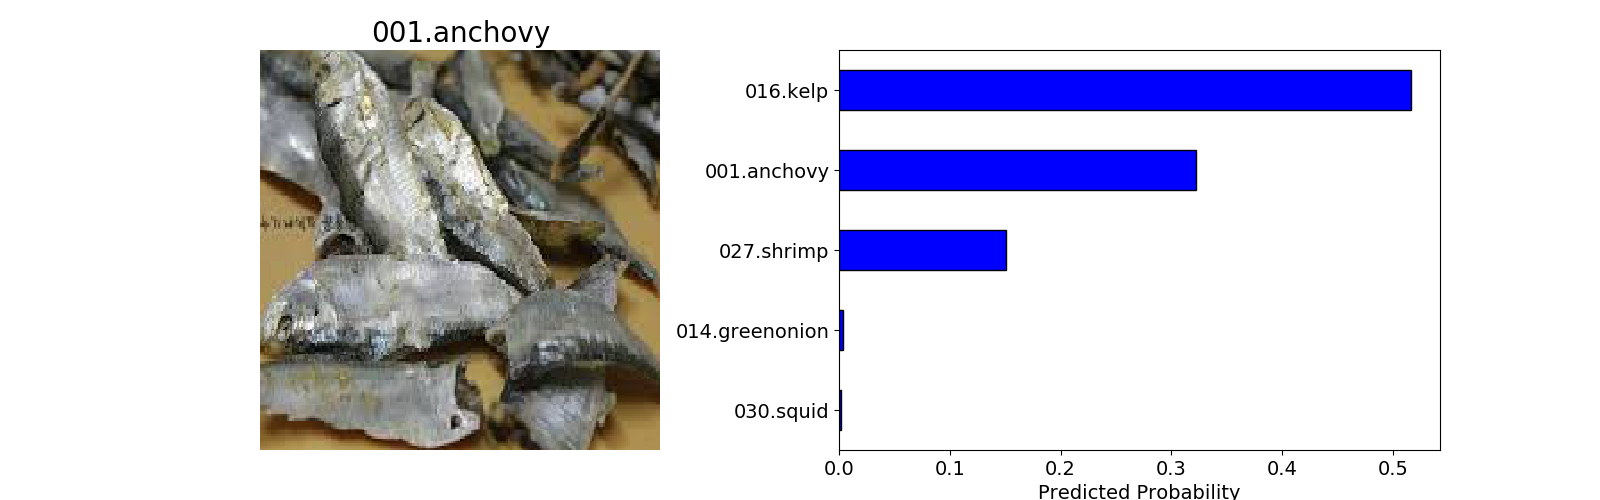 001.anchovy
016.kelp
001.anchovy
027.shrimp
014.greenonion
030.squid
0.0 0.1 0.2 0.3 0.4 0.5
Predicted Probability